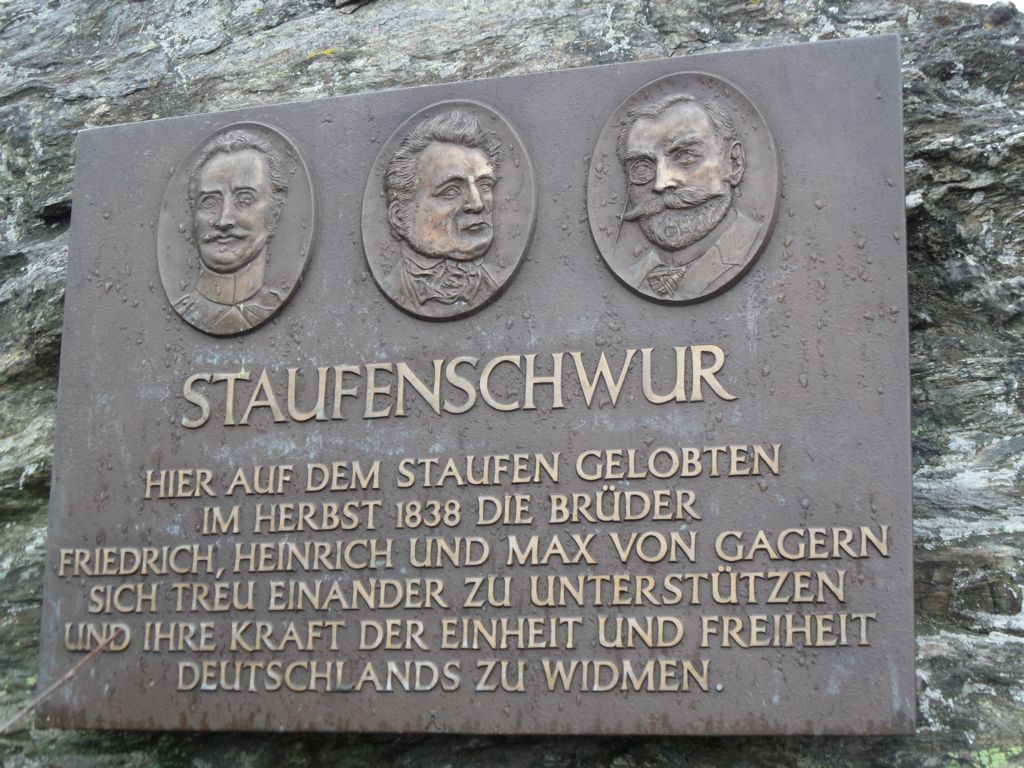 STAUFENSCHWUR
HIER AUF DEM STAUFEN GELOBTEN
IM HERBST 1838 DIE BRÜDER
FRIEDRICH, HEINRICH UND MAX VON GAGERN
SICH TREU EINANDER ZU UNTERSTÜTZEN
UND IHRE KRAFT DER EINHEIT UND FREIHEIT
DEUTSCHLANDS ZU WIDMEN.